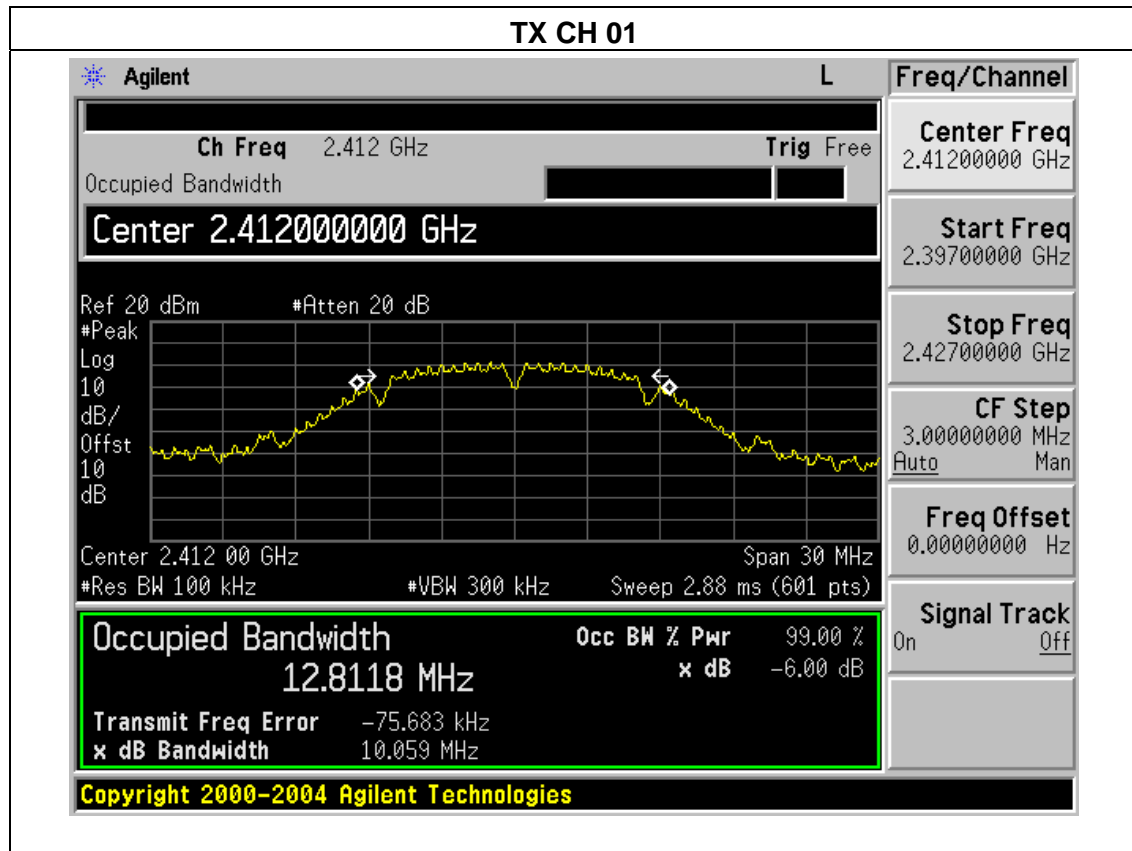 TX CH 01
Agilent L Freq/Channel
Ch Freq 2.412 GHz Trig Free
Occupied Bandwidth
Center 2.412000000 GHz
Ref 20 dBm #Atten 20 dB
#Peak
Log
10
dB/
Offst
10
dB
Center 2.412 00 GHz Span 30 MHz
#Res BW 100 kHz #VBW 300 kHz Sweep 2.88 ms (601 pts)
Occupied Bandwidth
12.8118 MHz
Occ BW % Pwr 99.00 %
x dB -6.00 dB
Transmit Freq Error -75.683 kHz
x dB Bandwidth 10.059 MHz
Copyright 2000-2004 Agilent Technologies
Center Freq
2.41200000 GHz
Start Freq
2.39700000 GHz
Stop Freq
2.42700000 GHz
CF Step
3.00000000 MHz
Auto Man
Freq Offset
0.00000000 Hz
Signal Track
On Off